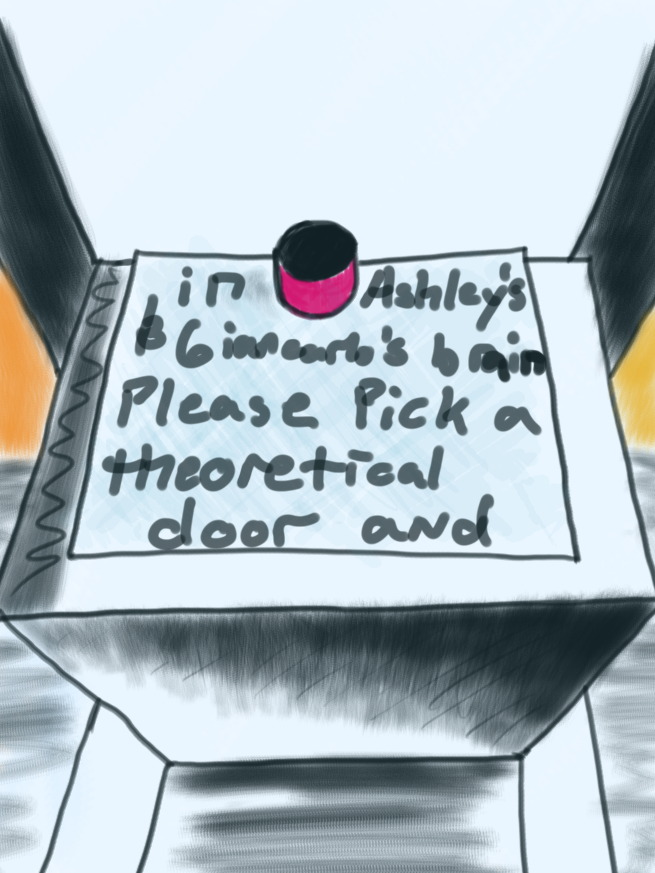 in Ashley's
brain
Please Pick a
theoretical
door and